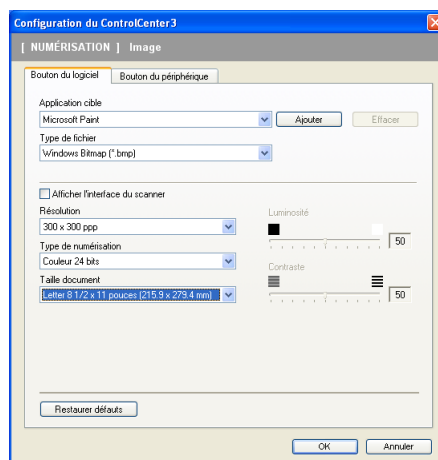 Configuration du ControlCenter3
[ NUMÉRISATION ] Image
Bouton du logiciel Bouton du périphérique
Application cible
Microsoft Paint Ajouter Effacer
Type de fichier
Windows Bitmap (*.bmp)
Afficher l'interface du scanner
Résolution Luminosité
300 x 300 ppp 50
Type de numérisation
Couleur 24 bits
Contraste
Taille document
Letter 8 1/2 x 11 pouces (215.9 x 279.4 mm) 50
Restaurer défauts
OK Annuler